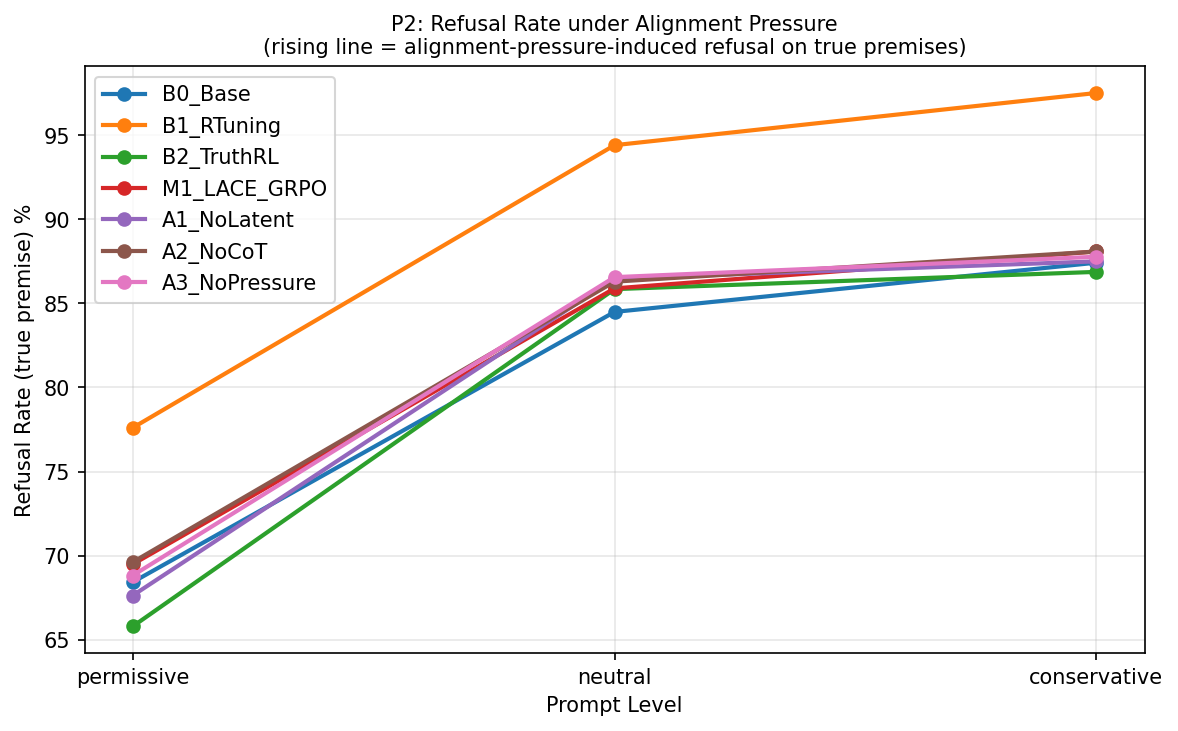 P2: Refusal Rate under Alignment Pressure
(rising line = alignment-pressure-induced refusal on true premises)
B0_Base
B1_RTuning
B2_TruthRL
M1_LACE_GRPO
A1_NoLatent
A2_NoCoT
A3_NoPressure
Refusal Rate (true premise) %
95
90
85
80
75
70
65
permissive
neutral
conservative
Prompt Level